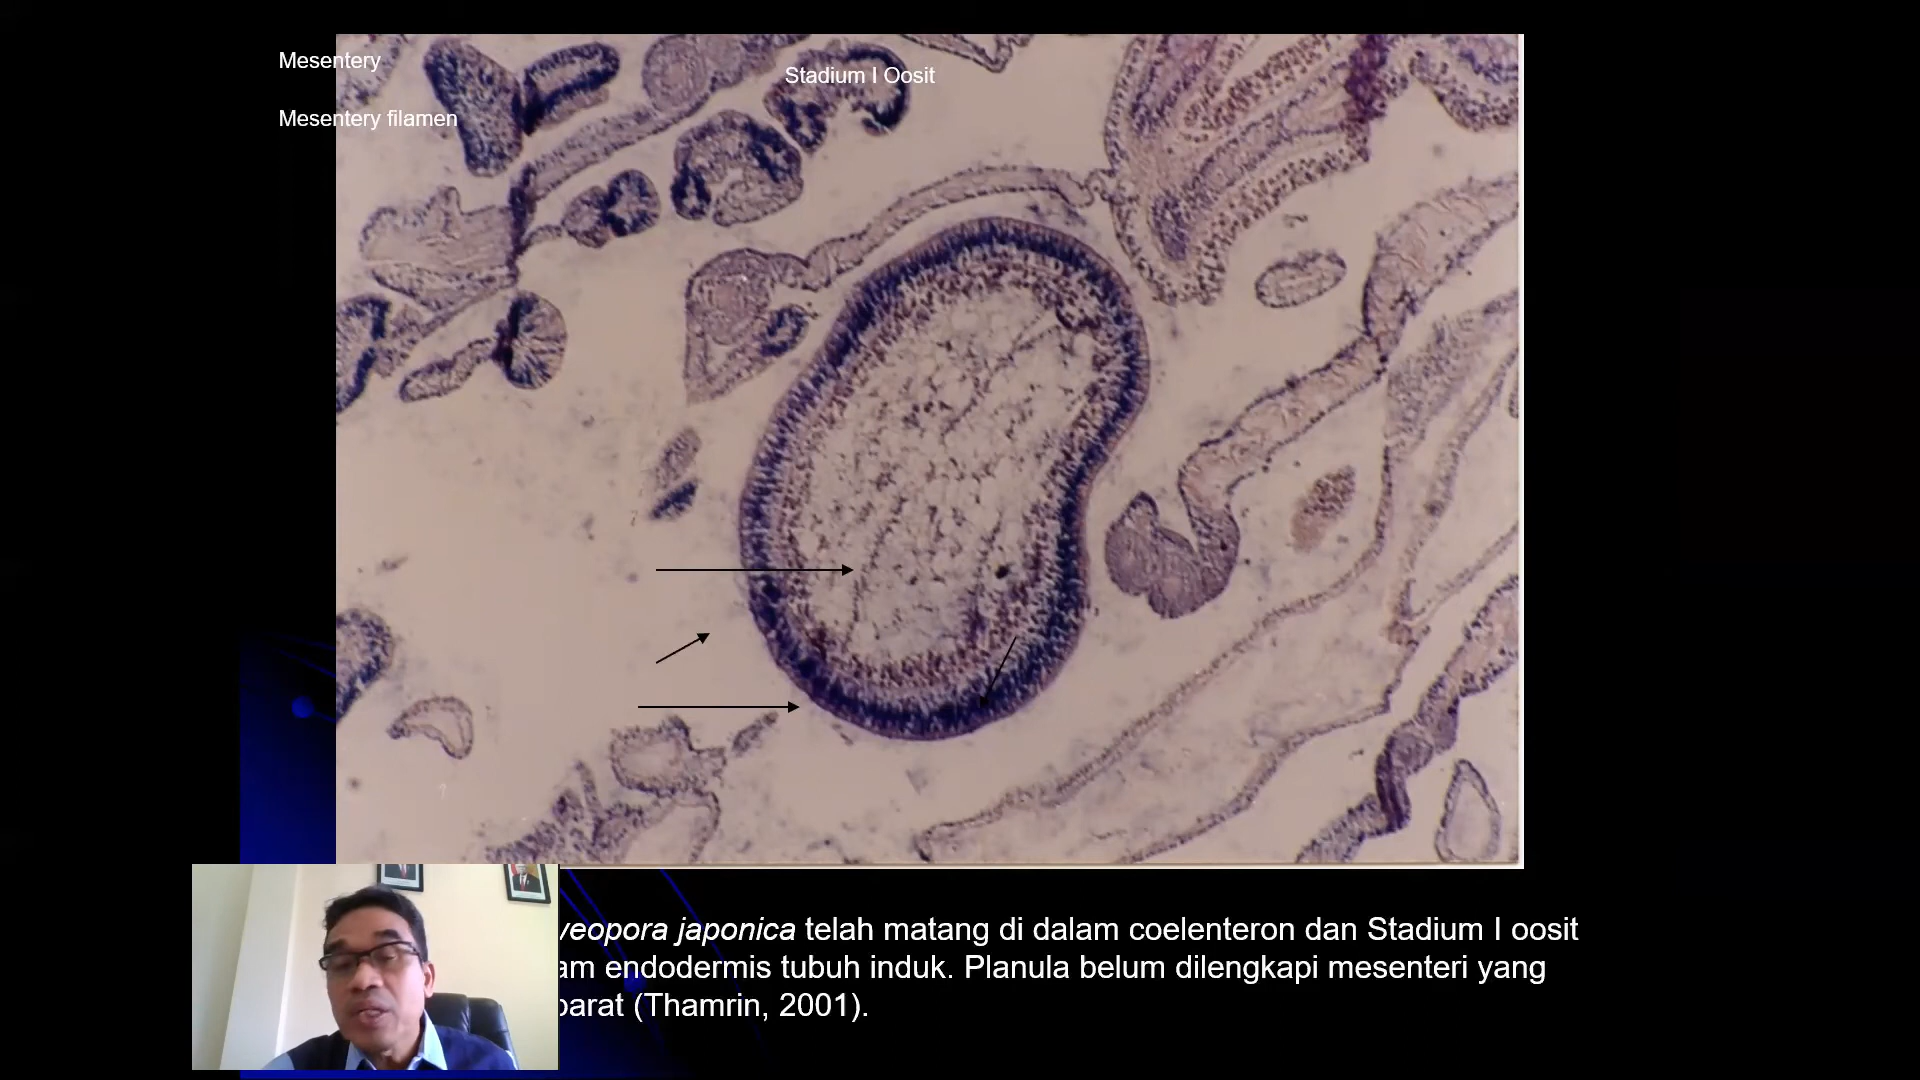 Mesentery
Stadium I Oosit
Mesentery filamen
veopora japonica telah matang di dalam coelenteron dan Stadium I oosit
am endodermis tubuh induk. Planula belum dilengkapi mesenteri yang
parat (Thamrin, 2001).